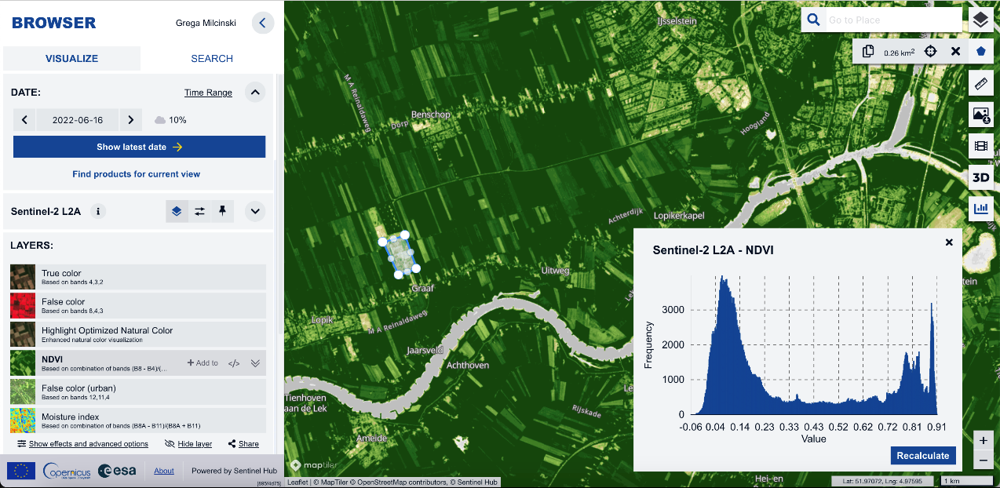 BROWSER
Grega Milcinski
VISUALIZE
SEARCH
DATE:
Time Range
2022-06-16
10%
Show latest date
Find products for current view
Sentinel-2 L2A
LAYERS:
True color
Based on bands 4,3,2
False color
Based on bands 8,4,3
Highlight Optimized Natural Color
Enhanced natural color visualization
NDVI
Based on combination of bands (B8 - B4)/(...
+ Add to
</>
False color (urban)
Based on bands 12,11,4
Moisture index
Based on combination of bands (B8A - B11)/(B8A + B11)
Show effects and advanced options
Hide layer
Share
opernicus
esa
About
Powered by Sentinel Hub
IJsselstein
M A Reinaldaweg
Benschop
Dorp
Hoogland
Achterdijk
Lopikerkapel
Uitweg
Graaf
Lopik
M A Reinaldaweg
Jaarsveld
Achthoven
Tienhoven
aan de Lek
Ameide
Rijskade
Hei- en
tein
Go to Place
0.26 km²
3D
Sentinel-2 L2A - NDVI
Frequency
3000
2000
1000
0
-0.06 0.04 0.14 0.23 0.33 0.43 0.52 0.62 0.72 0.81 0.91
Value
Recalculate
+
−
maptiler
Leaflet | © MapTiler © OpenStreetMap contributors, © Sentinel Hub
Lat: 51.97072, Lng: 4.97595
1 km